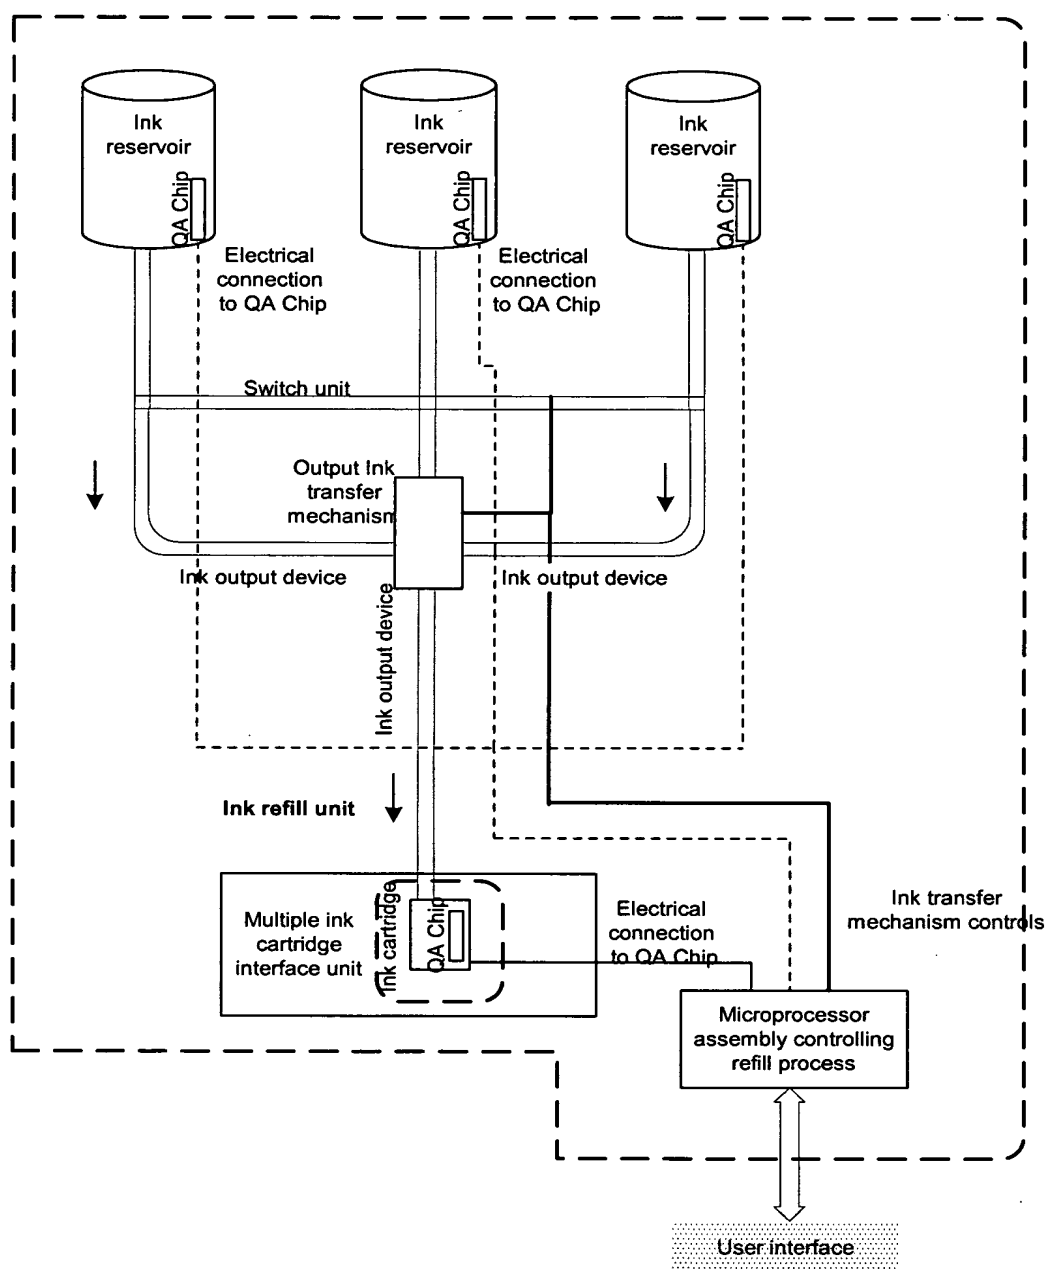 Ink
reservoir
QA Chip
Ink
reservoir
QA Chip
Ink
reservoir
QA Chip
Electrical
connection
to QA Chip
Electrical
connection
to QA Chip
Switch unit
Output Ink
transfer
mechanism
Ink output device
Ink output device
Ink output device
Ink refill unit
Multiple ink
cartridge
interface unit
Ink cartridge
QA Chip
Electrical
connection
to QA Chip
Ink transfer
mechanism controls
Microprocessor
assembly controlling
refill process
User interface